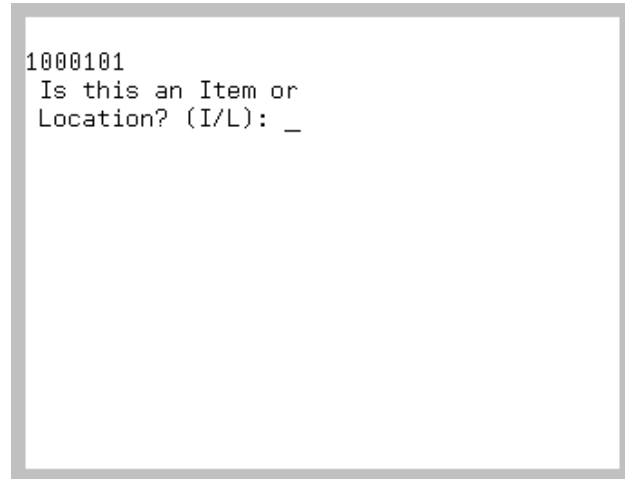 1000101
Is this an Item or
Location? (I/L): _